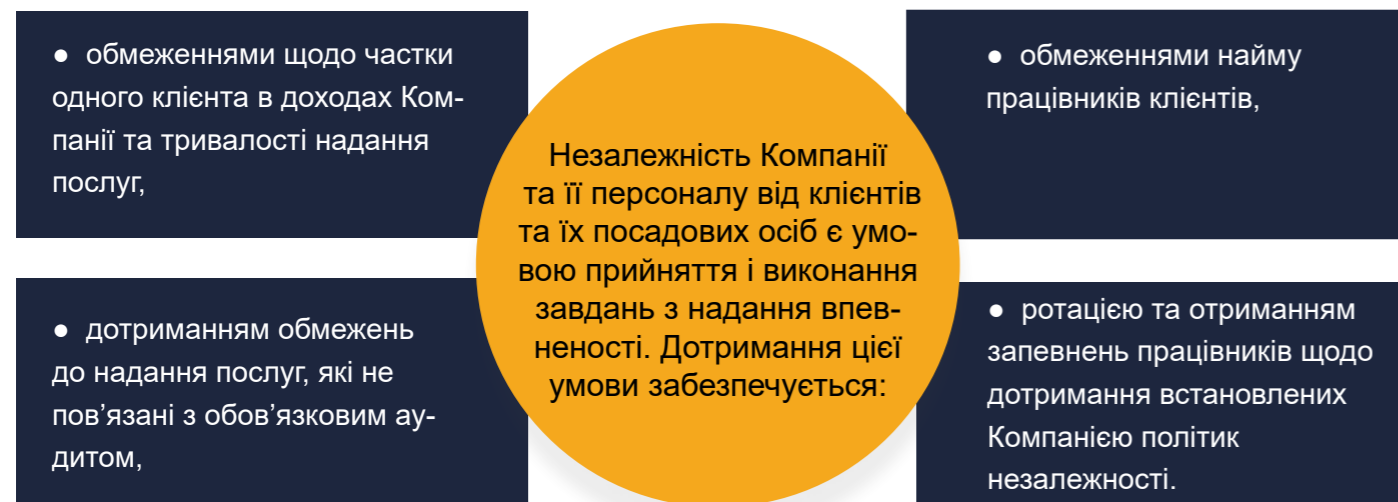 ● обмеженнями щодо частки
одного клієнта в доходах Ком-
панії та тривалості надання
послуг,
● дотриманням обмежень
до надання послуг, які не
пов’язані з обов’язковим ау-
дитом,
Незалежність Компанії
та її персоналу від клієнтів
та їх посадових осіб є умо-
вою прийняття і виконання
завдань з надання впев-
неності. Дотримання цієї
умови забезпечується:
● обмеженнями найму
працівників клієнтів,
● ротацією та отриманням
запевнень працівників щодо
дотримання встановлених
Компанією політик
незалежності.